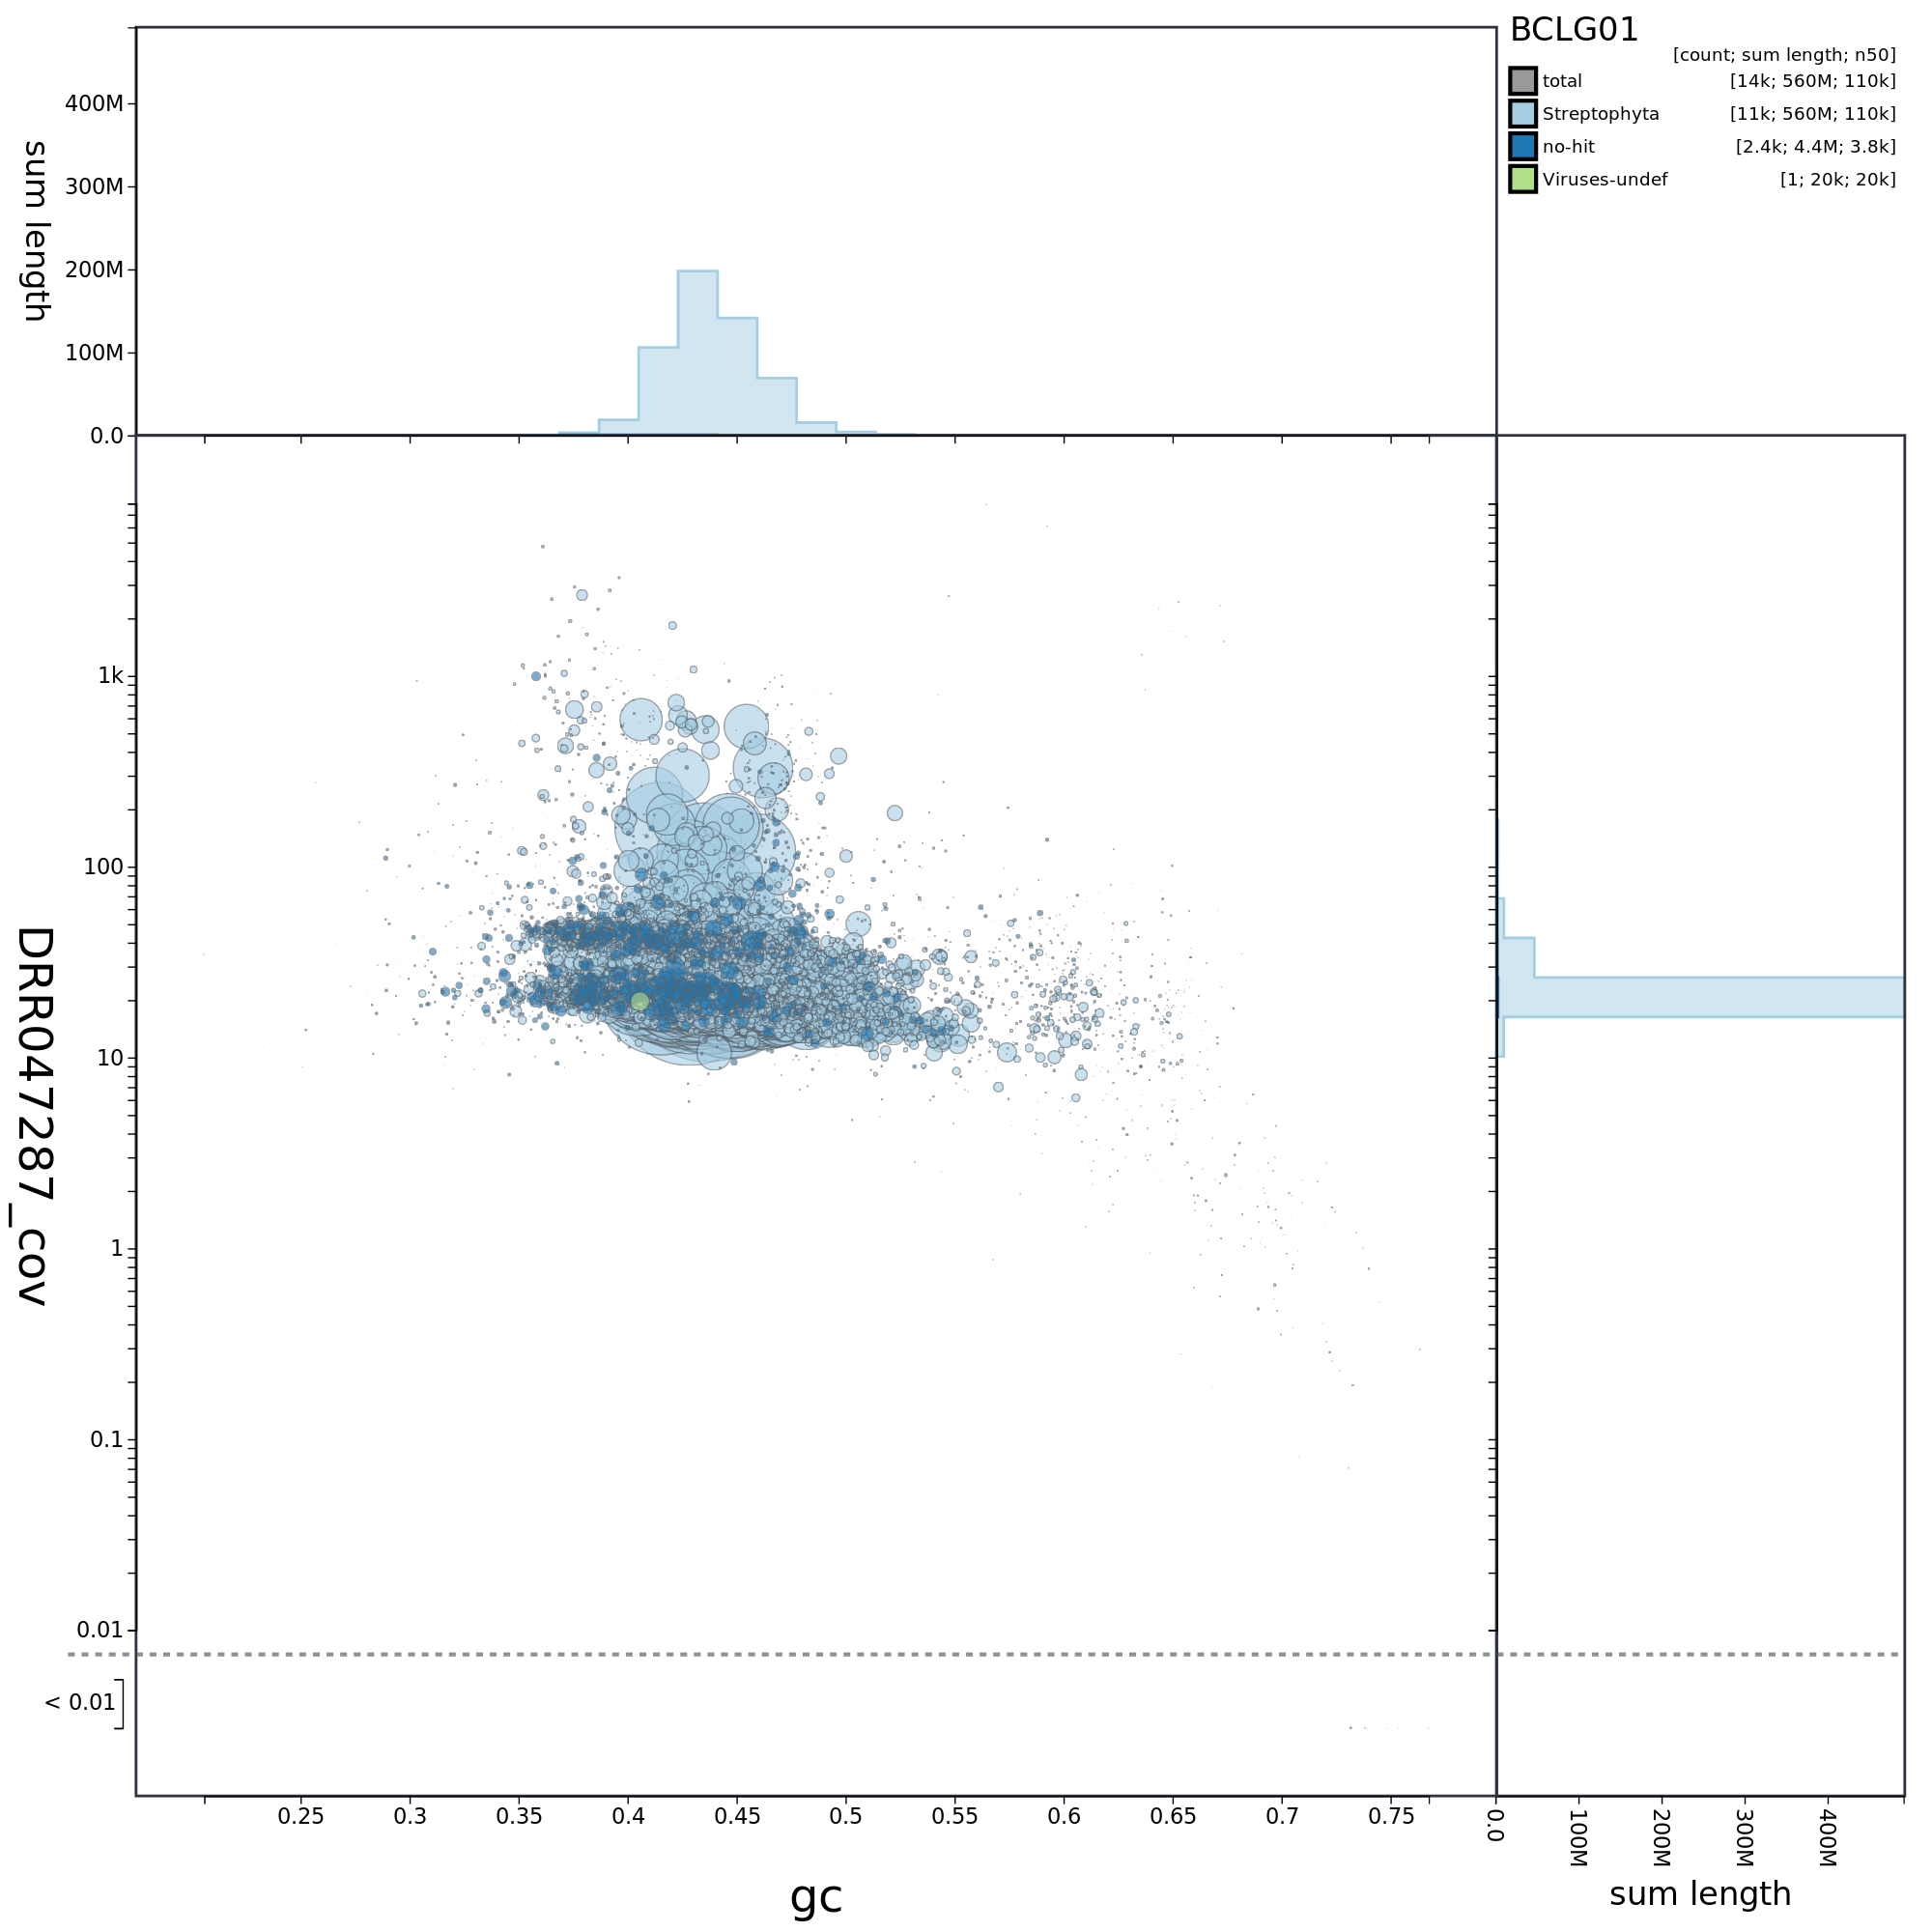 BCLG01
[count; sum length; n50]
total [14k; 560M; 110k]
Streptophyta [11k; 560M; 110k]
no-hit [2.4k; 4.4M; 3.8k]
Viruses-undef [1; 20k; 20k]
sum length
400M
300M
200M
100M
0.0
DRR047287_cov
1k
100
10
1
0.1
0.01
< 0.01
0.25 0.3 0.35 0.4 0.45 0.5 0.55 0.6 0.65 0.7 0.75
gc
0.0 100M 200M 300M 400M
sum length